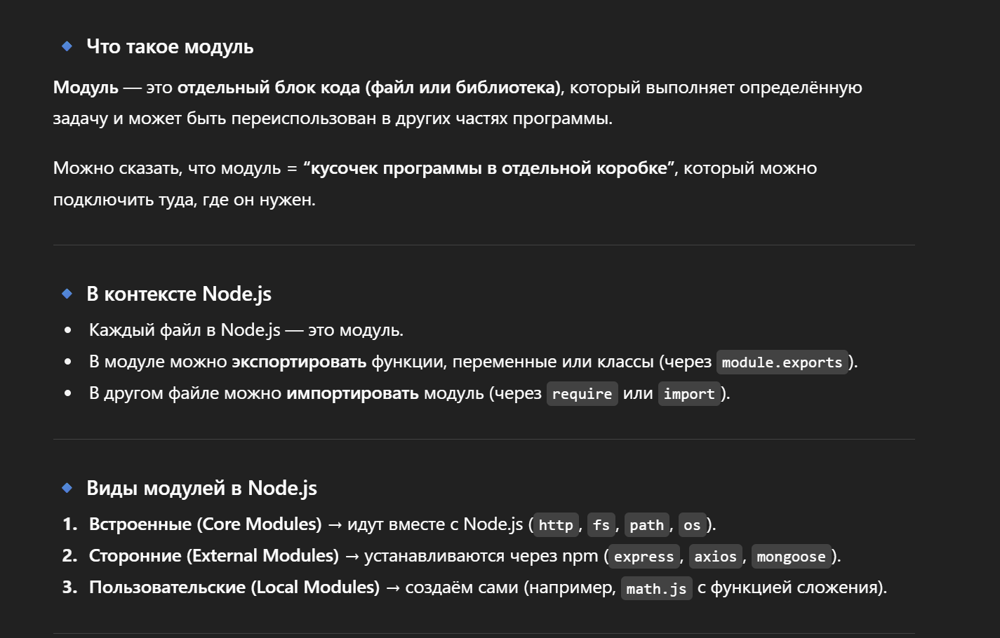 Что такое модуль
Модуль — это отдельный блок кода (файл или библиотека), который выполняет определённую
задачу и может быть переиспользован в других частях программы.
Можно сказать, что модуль = “кусочек программы в отдельной коробке”, который можно
подключить туда, где он нужен.
В контексте Node.js
• Каждый файл в Node.js — это модуль.
• В модуле можно экспортировать функции, переменные или классы (через module.exports).
• В другом файле можно импортировать модуль (через require или import).
Виды модулей в Node.js
1. Встроенные (Core Modules) → идут вместе с Node.js (http, fs, path, os).
2. Сторонние (External Modules) → устанавливаются через npm (express, axios, mongoose).
3. Пользовательские (Local Modules) → создаём сами (например, math.js с функцией сложения).